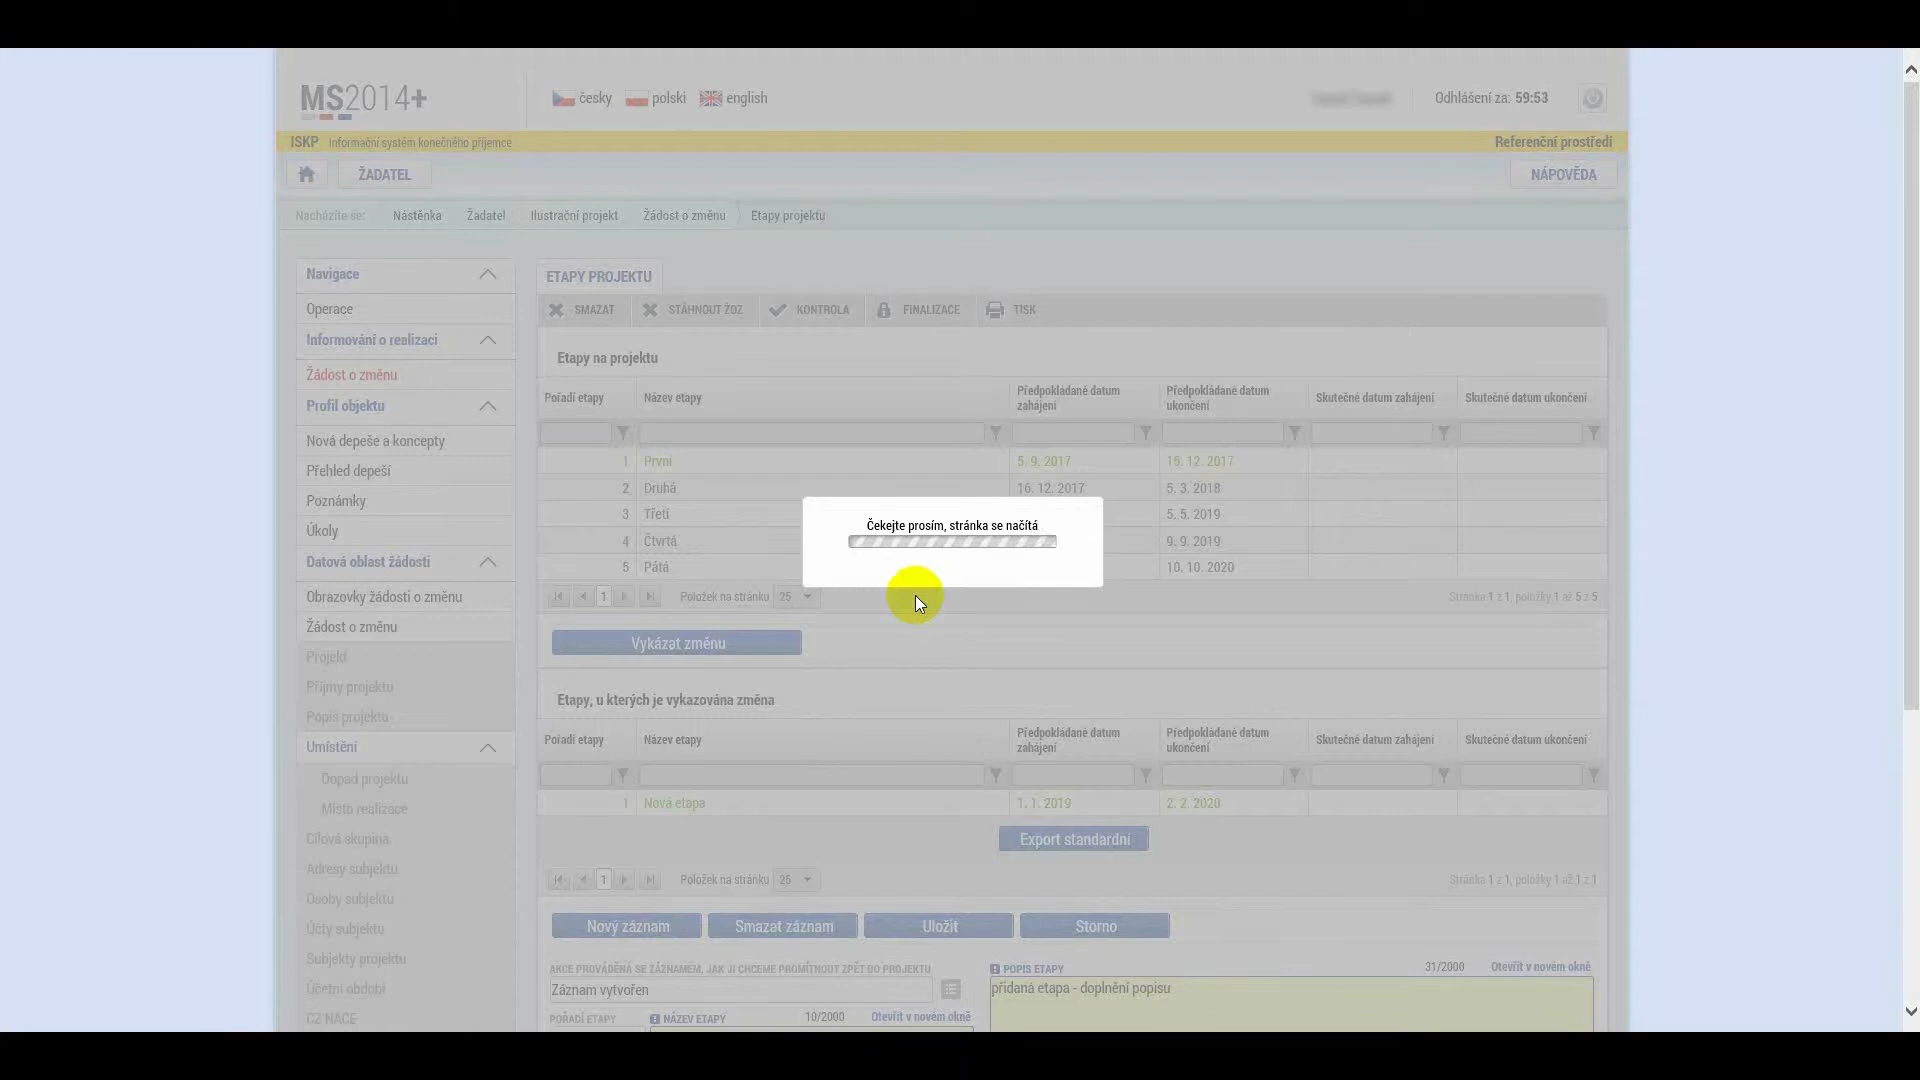 MS2014+
česky polski english
Odhlášení za: 59:53
ISKP Informační systém konečného příjemce
Referenční prostředí
ŽADATEL
NÁPOVĚDA
Nacházíte se: Nástěnka Žadatel Ilustrační projekt Žádost o změnu Etapy projektu
Navigace
Operace
Informování o realizaci
Žádost o změnu
Profil objektu
Nová depeše a koncepty
Přehled depeší
Poznámky
Úkoly
Datová oblast žádosti
Obrazovky žádosti o změnu
Žádost o změnu
Projekt
Příjmy projektu
Popis projektu
Umístění
Dopad projektu
Místo realizace
Cílová skupina
Adresy subjektu
Osoby subjektu
Účty subjektu
Subjekty projektu
Účetní období
CZ NACE
ETAPY PROJEKTU
SMAZAT STÁHNOUT ŽOZ KONTROLA FINALIZACE TISK
Etapy na projektu
Pořadí etapy Název etapy Předpokládané datum zahájení Předpokládané datum ukončení Skutečné datum zahájení Skutečné datum ukončení
1 První 5. 9. 2017 15. 12. 2017
2 Druhá 16. 12. 2017 5. 3. 2018
3 Třetí 5. 5. 2019
4 Čtvrtá 9. 9. 2019
5 Pátá 10. 10. 2020
Čekejte prosím, stránka se načítá
1 Položek na stránku 25 Stránka 1 z 1, položky 1 až 5 z 5
Vykázat změnu
Etapy, u kterých je vykazována změna
Pořadí etapy Název etapy Předpokládané datum zahájení Předpokládané datum ukončení Skutečné datum zahájení Skutečné datum ukončení
1 Nová etapa 1. 1. 2019 2. 2. 2020
Export standardní
1 Položek na stránku 25 Stránka 1 z 1, položky 1 až 1 z 1
Nový záznam Smazat záznam Uložit Storno
AKCE PROVÁDĚNÁ SE ZÁZNAMEM, JAK JI CHCEME PROMÍTNOUT ZPĚT DO PROJEKTU
Záznam vytvořen
POPIS ETAPY 31/2000 Otevřít v novém okně
přidaná etapa - doplnění popisu
POŘADÍ ETAPY NÁZEV ETAPY 10/2000 Otevřít v novém okně